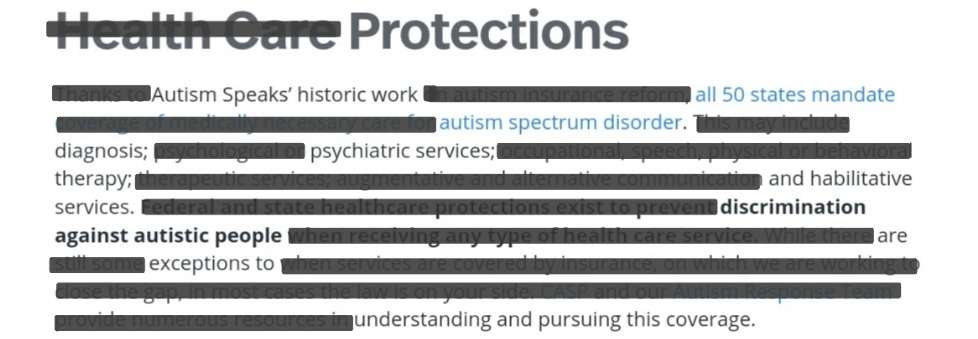 Health Care Protections
Thanks to Autism Speaks’ historic work in autism insurance reform, all 50 states mandate
coverage of medically necessary care for autism spectrum disorder. This may include
diagnosis; psychological or psychiatric services; occupational, speech, physical or behavioral
therapy; therapeutic services; augmentative and alternative communication and habilitative
services. Federal and state healthcare protections exist to prevent discrimination
against autistic people when receiving any type of health care service. While there are
still some exceptions to when services are covered by insurance, on which we are working to
close the gap, in most cases the law is on your side. CASP and our Autism Response Team
provide numerous resources in understanding and pursuing this coverage.